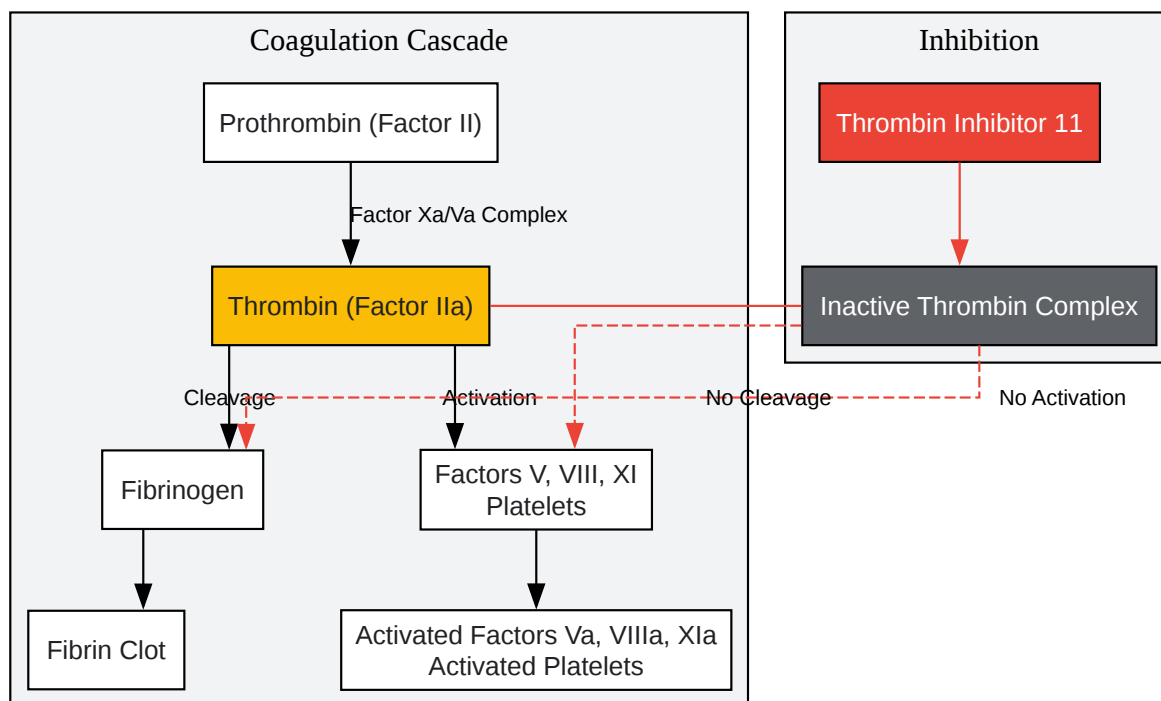 Coagulation Cascade
Inhibition
Prothrombin (Factor II)
Thrombin Inhibitor 11
Factor Xa/Va Complex
Thrombin (Factor IIa)
Inactive Thrombin Complex
Cleavage
Activation
No Cleavage
No Activation
Fibrinogen
Factors V, VIII, XI
Platelets
Fibrin Clot
Activated Factors Va, VIIIa, XIa
Activated Platelets